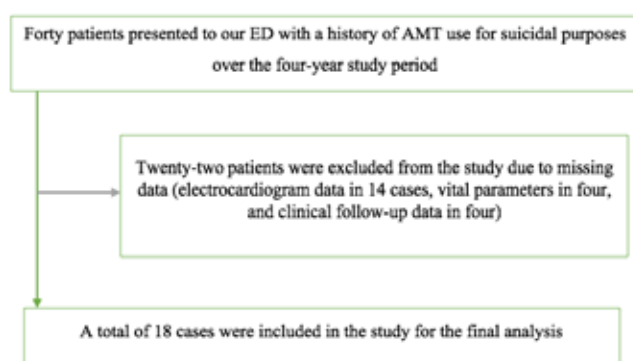 Forty patients presented to our ED with a history of AMT use for suicidal purposes
over the four-year study period
Twenty-two patients were excluded from the study due to missing
data (electrocardiogram data in 14 cases, vital parameters in four,
and clinical follow-up data in four)
A total of 18 cases were included in the study for the final analysis